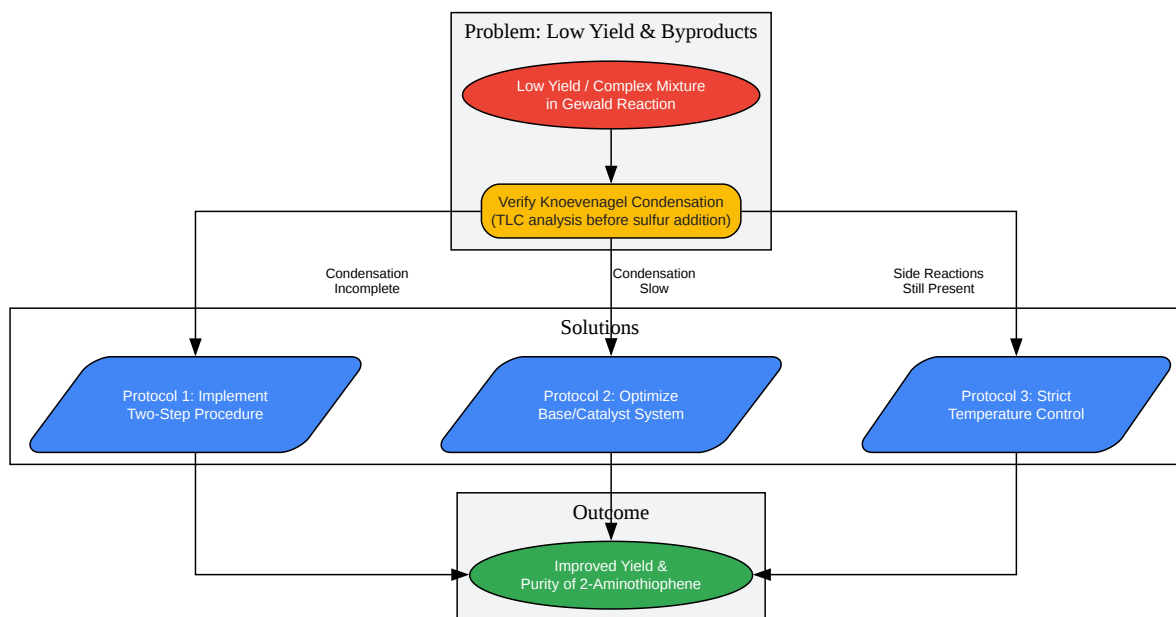 Problem: Low Yield & Byproducts
Low Yield / Complex Mixture
in Gewald Reaction
Verify Knoevenagel Condensation
(TLC analysis before sulfur addition)
Condensation
Incomplete
Condensation
Slow
Side Reactions
Still Present
Solutions
Protocol 1: Implement
Two-Step Procedure
Protocol 2: Optimize
Base/Catalyst System
Protocol 3: Strict
Temperature Control
Outcome
Improved Yield &
Purity of 2-Aminothiophene